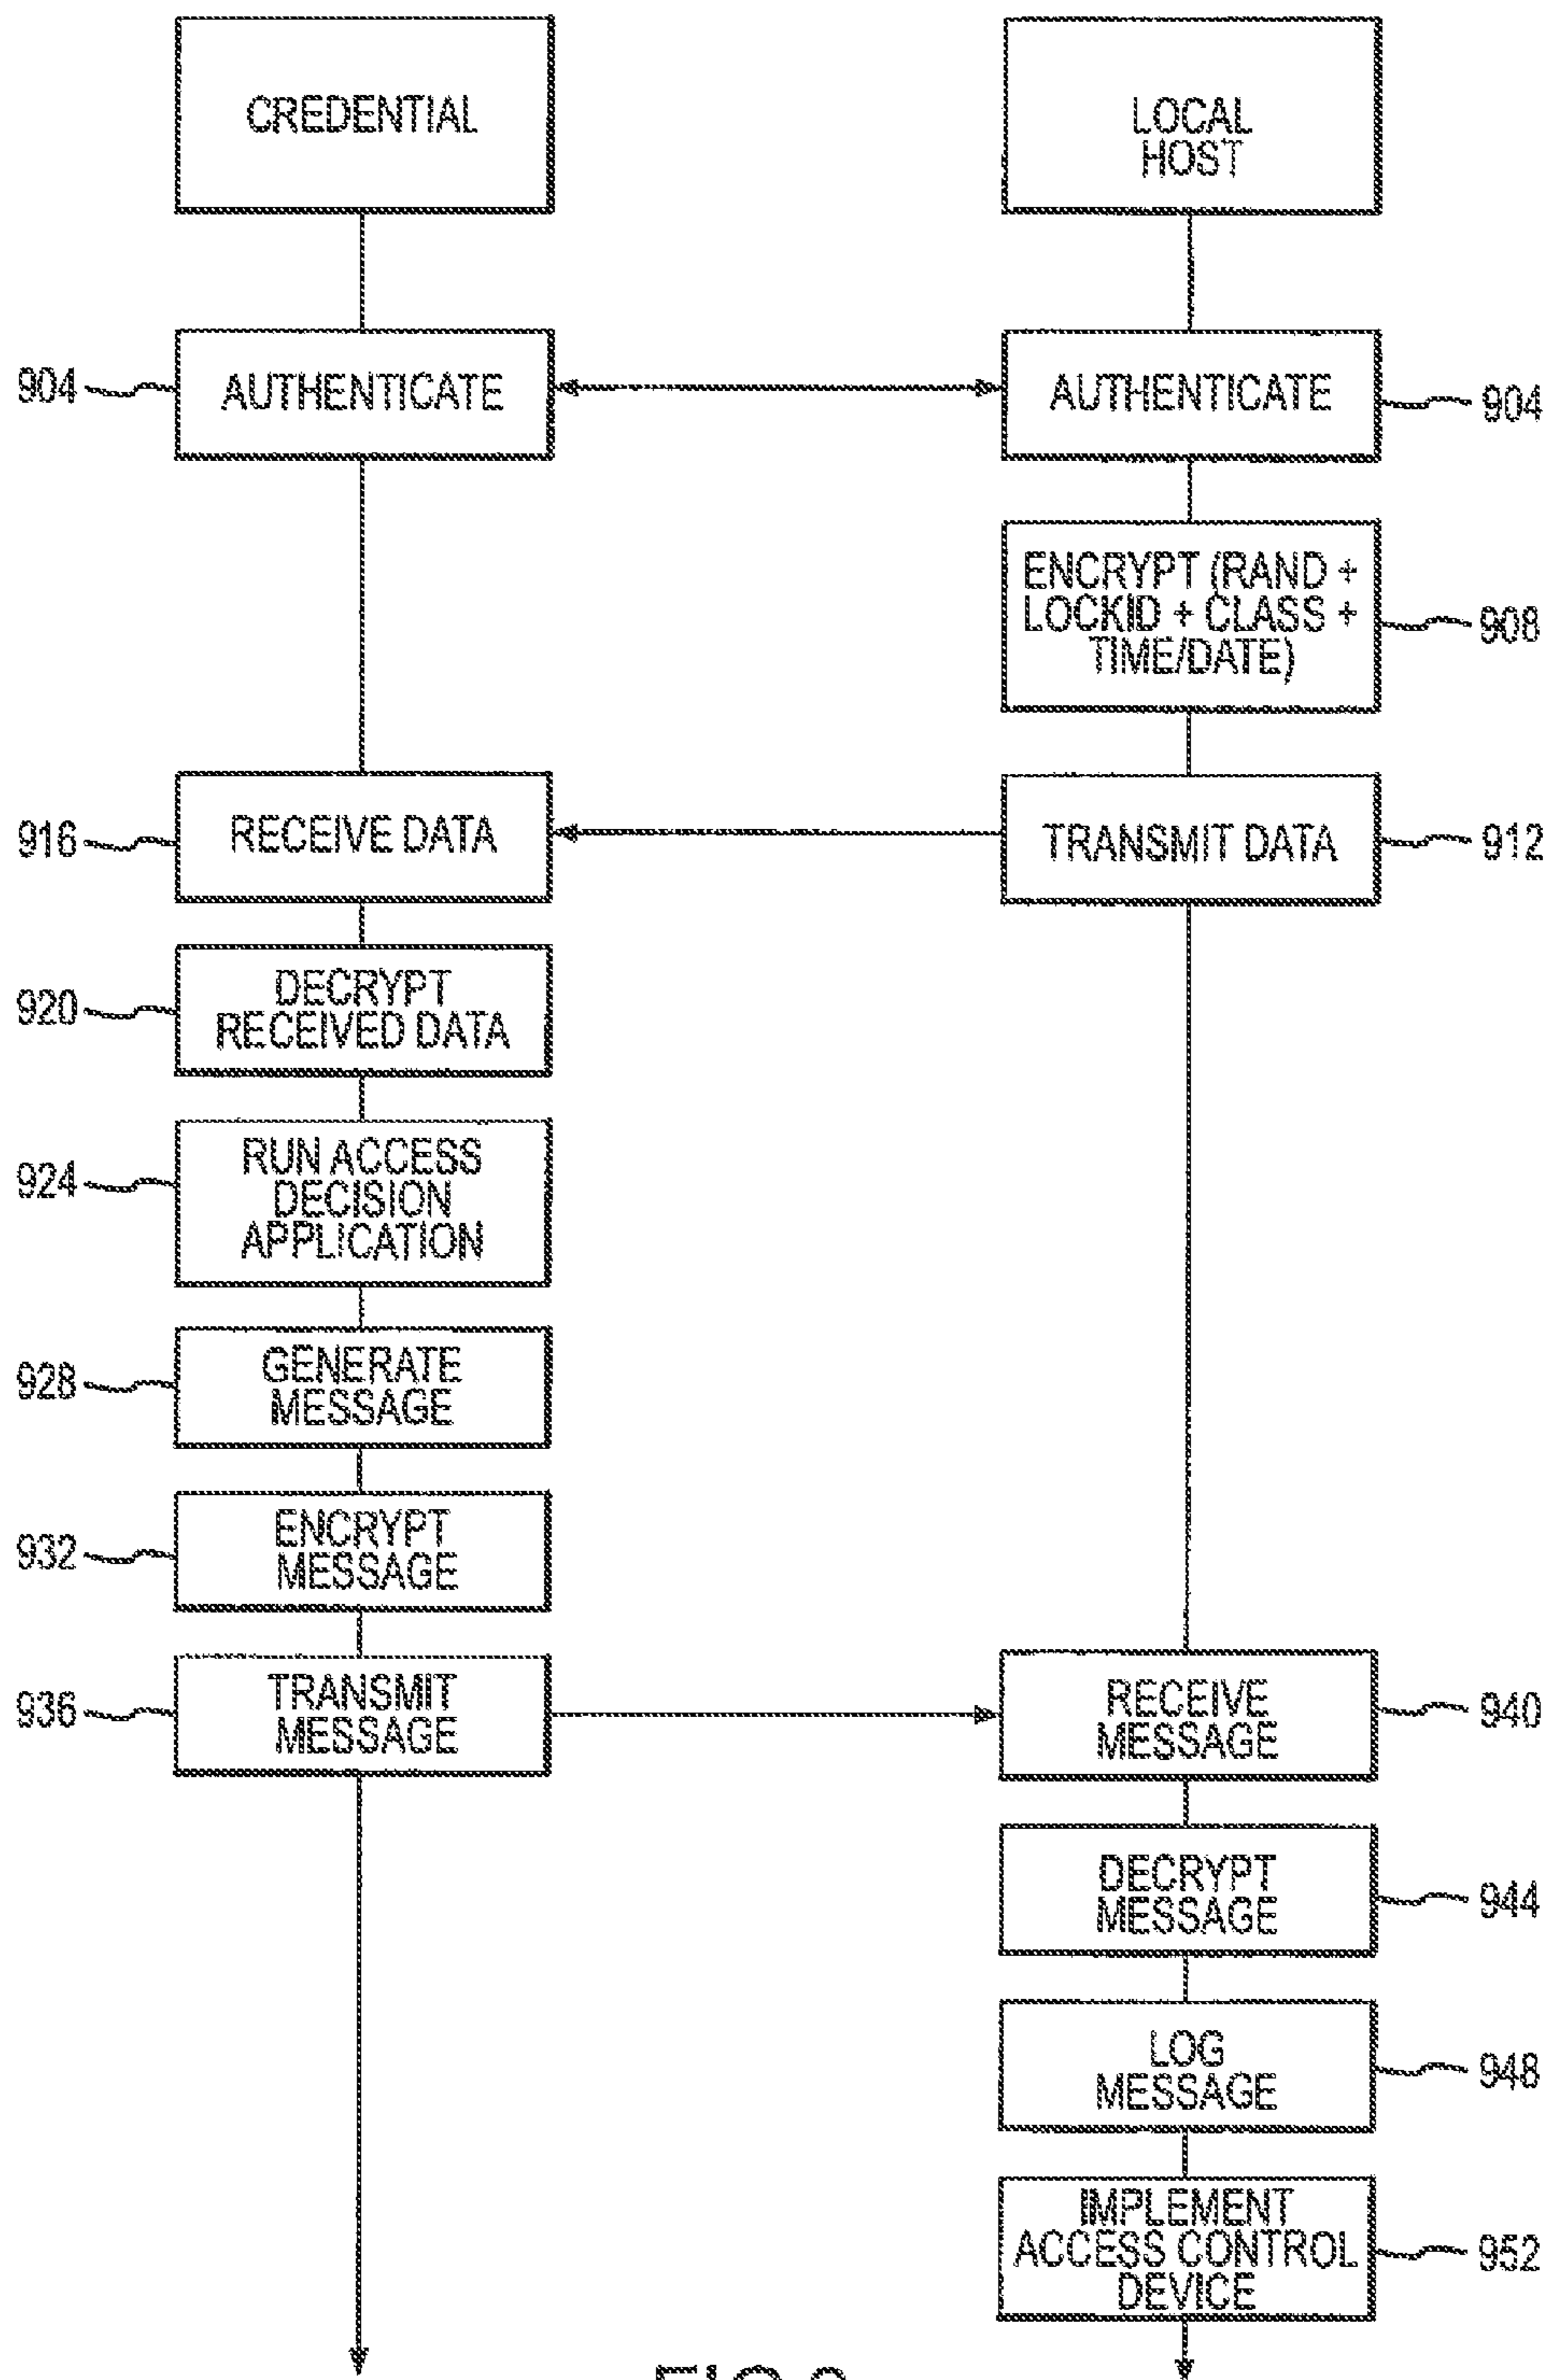 CREDENTIAL
LOCAL
HOST
904
AUTHENTICATE
AUTHENTICATE
904
ENCRYPT (RAND +
LOCKID + CLASS +
TIME/DATE)
908
916
RECEIVE DATA
TRANSMIT DATA
912
920
DECRYPT
RECEIVED DATA
924
RUN ACCESS
DECISION
APPLICATION
928
GENERATE
MESSAGE
932
ENCRYPT
MESSAGE
936
TRANSMIT
MESSAGE
RECEIVE
MESSAGE
940
DECRYPT
MESSAGE
944
LOG
MESSAGE
948
IMPLEMENT
ACCESS CONTROL
DEVICE
952